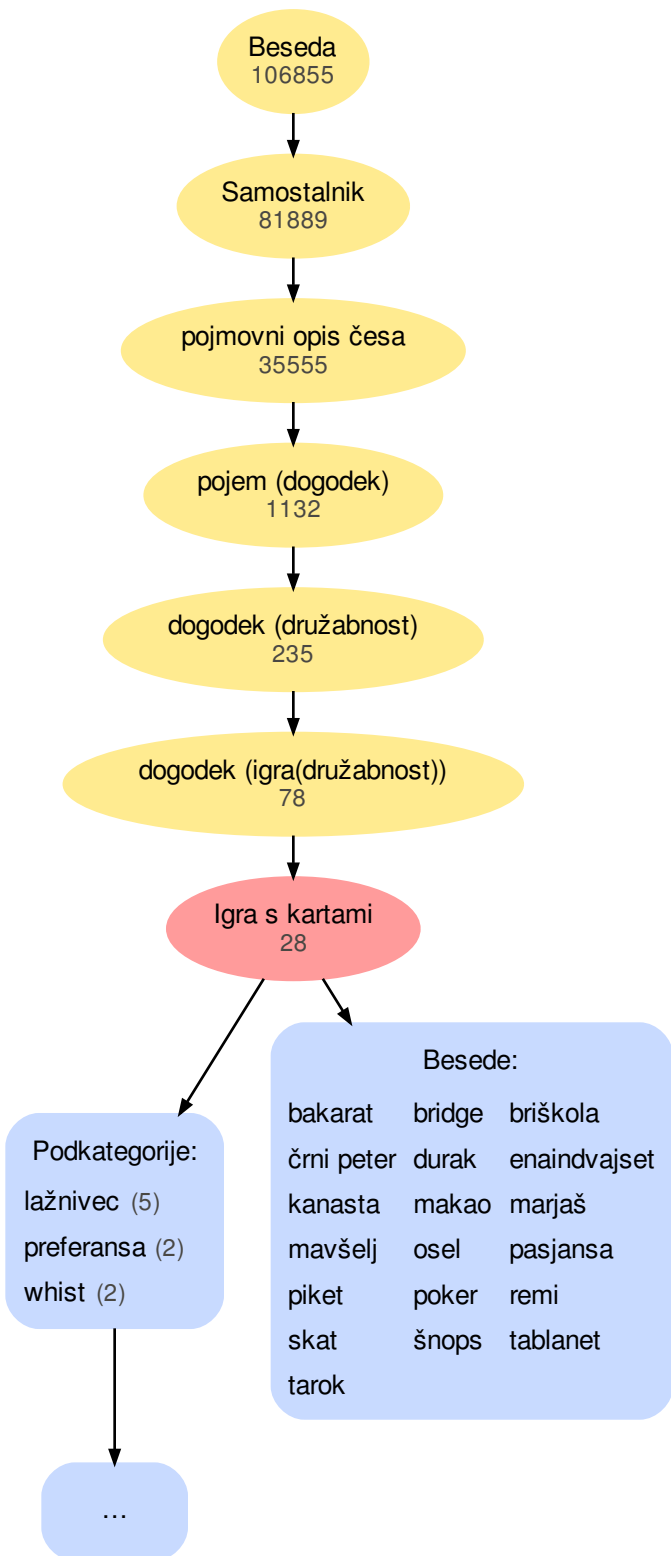 Beseda
106855
Samostalnik
81889
pojmovni opis česa
35555
pojem (dogodek)
1132
dogodek (družabnost)
235
dogodek (igra(družabnost))
78
Igra s kartami
28
Podkategorije:
lažnivec (5)
preferansa (2)
whist (2)
...
Besede:
bakarat bridge briškola
črni peter durak enaindvajset
kanasta makao marjaš
mavšelj osel pasjansa
piket poker remi
skat šnops tablanet
tarok